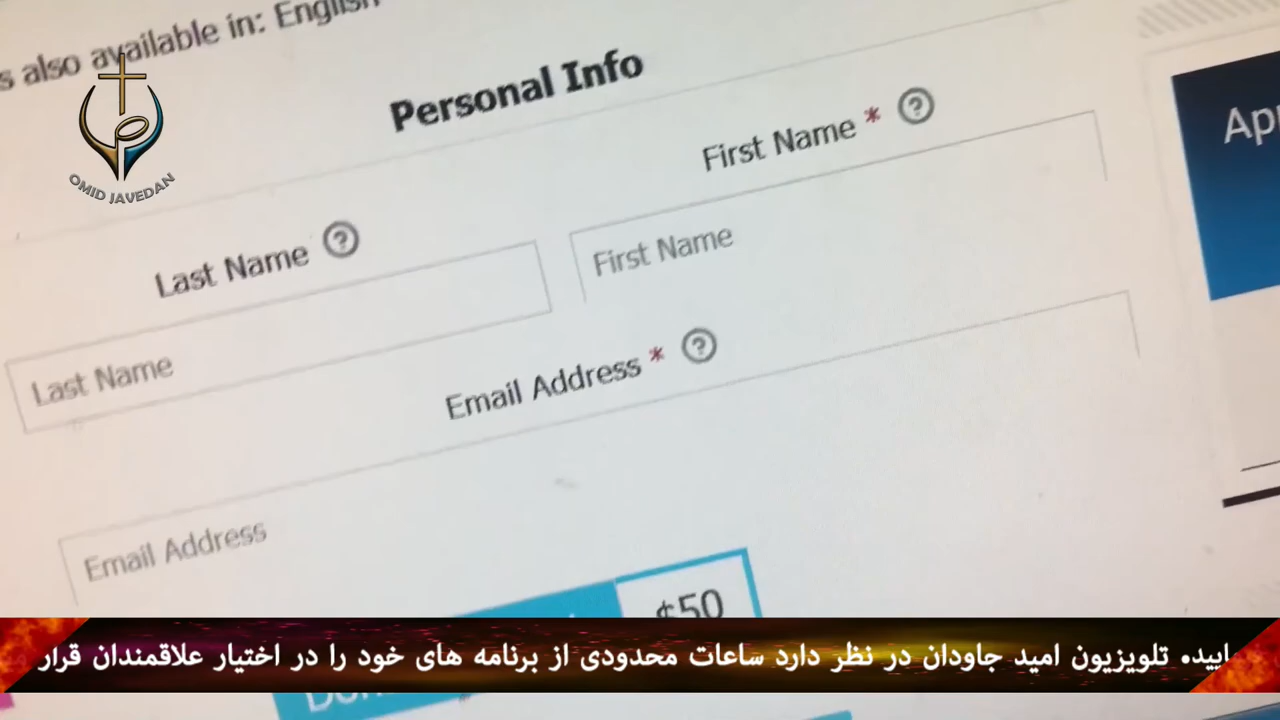 s also available in: English
OMID JAVEDAN
Personal Info
First Name *
First Name
Last Name
Last Name
Email Address *
Email Address
$50
تلویزیون امید جاودان در نظر دارد ساعات محدودی از برنامه های خود را در اختیار علاقمندان قرار